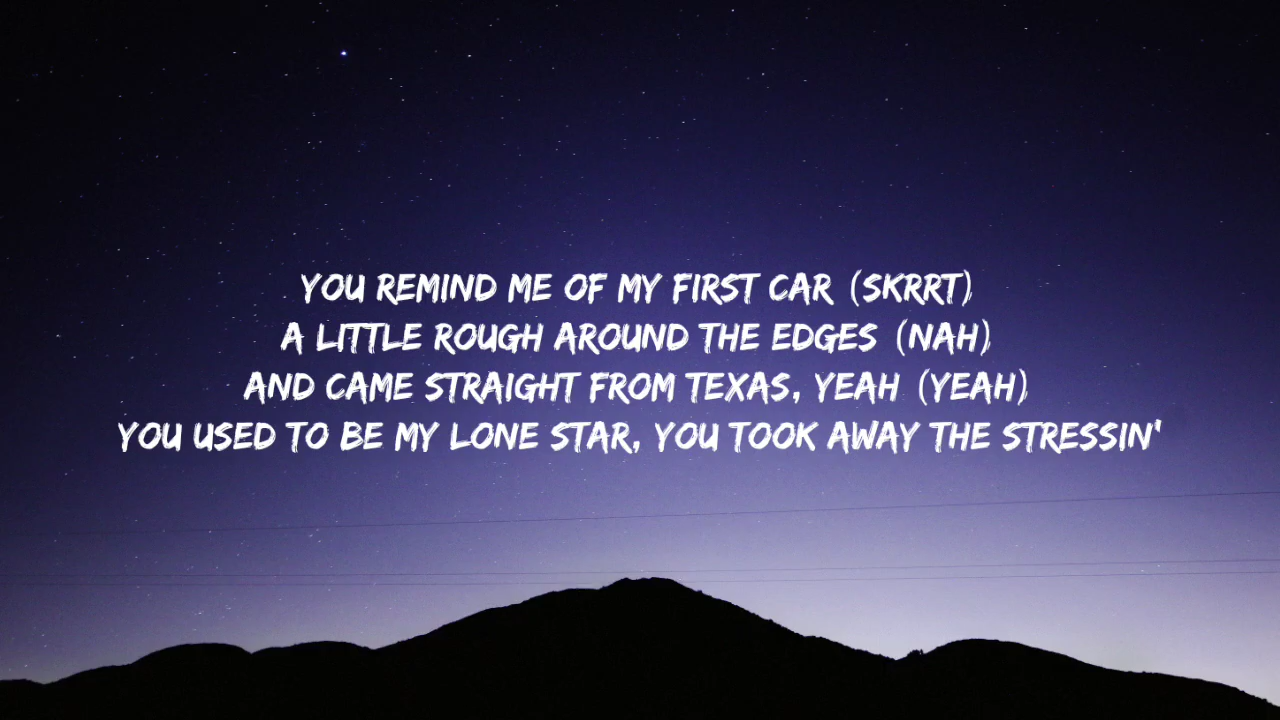 YOU REMIND ME OF MY FIRST CAR (SKRRT)
A LITTLE ROUGH AROUND THE EDGES (NAH)
AND CAME STRAIGHT FROM TEXAS, YEAH (YEAH)
YOU USED TO BE MY LONE STAR, YOU TOOK AWAY THE STRESSIN'